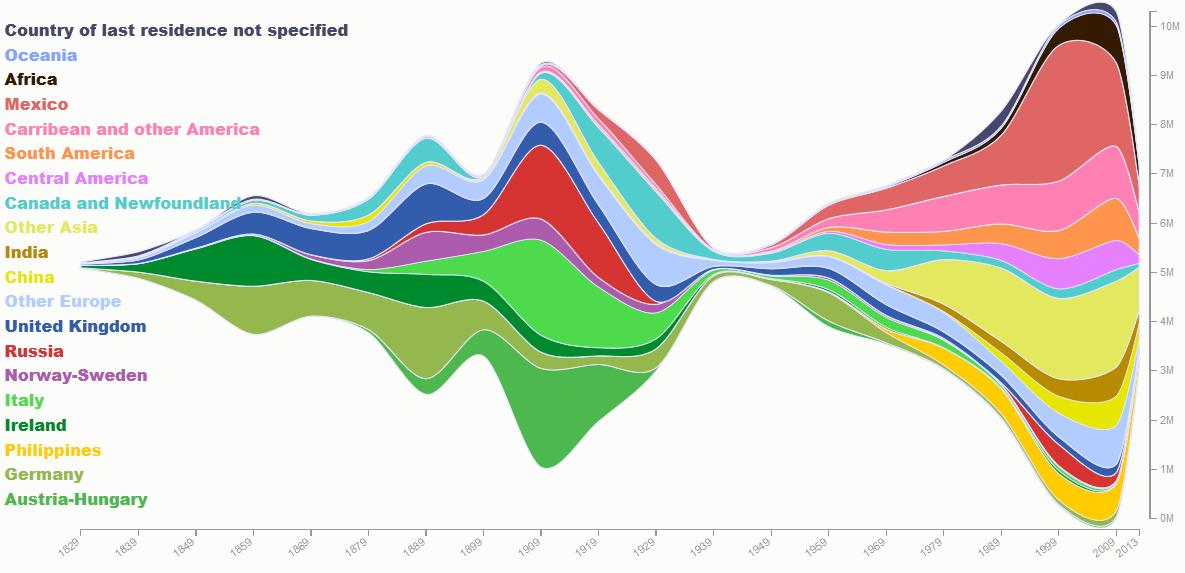 Country of last residence not specified
Oceania
Africa
Mexico
Carribean and other America
South America
Central America
Canada and Newfoundland
Other Asia
India
China
Other Europe
United Kingdom
Russia
Norway-Sweden
Italy
Ireland
Philippines
Germany
Austria-Hungary
10M
9M
8M
7M
6M
5M
4M
3M
2M
1M
0M
1829 1839 1849 1859 1869 1879 1889 1899 1909 1919 1929 1939 1949 1959 1969 1979 1989 1999 2009 2013